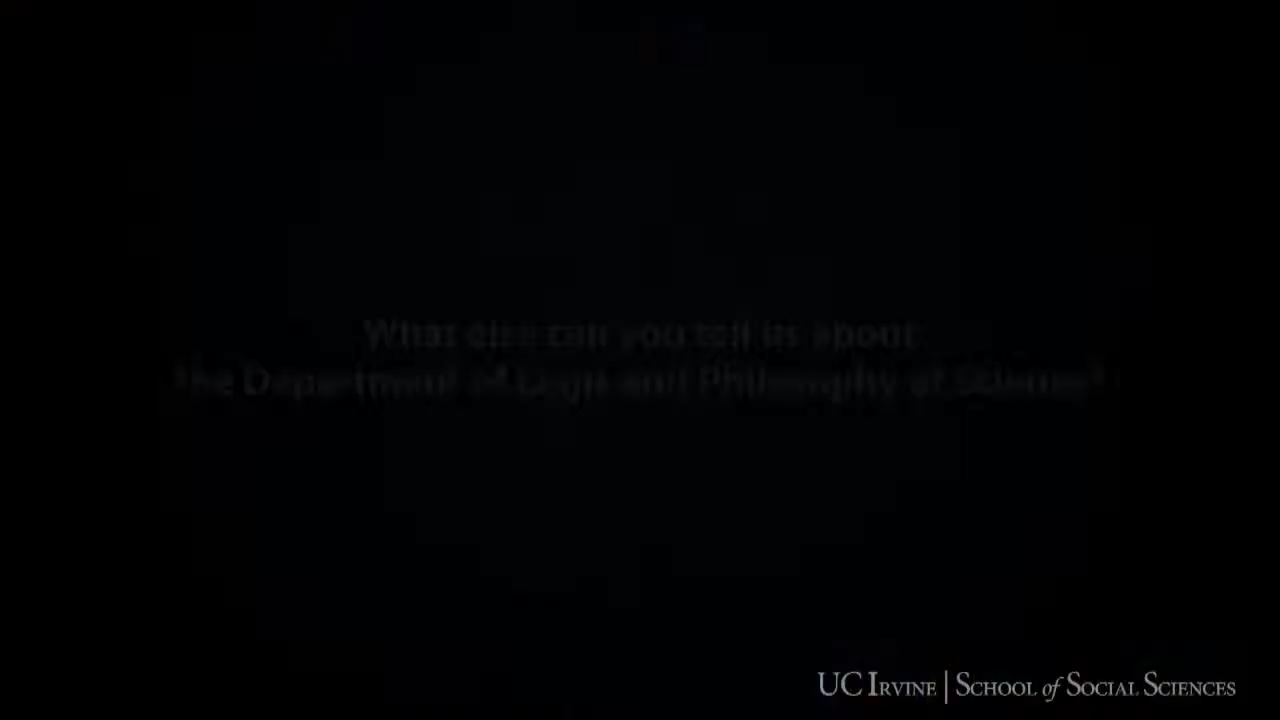 What else can you tell us about
the Department of Logic and Philosophy of Science?
UC IRVINE | SCHOOL of SOCIAL SCIENCES